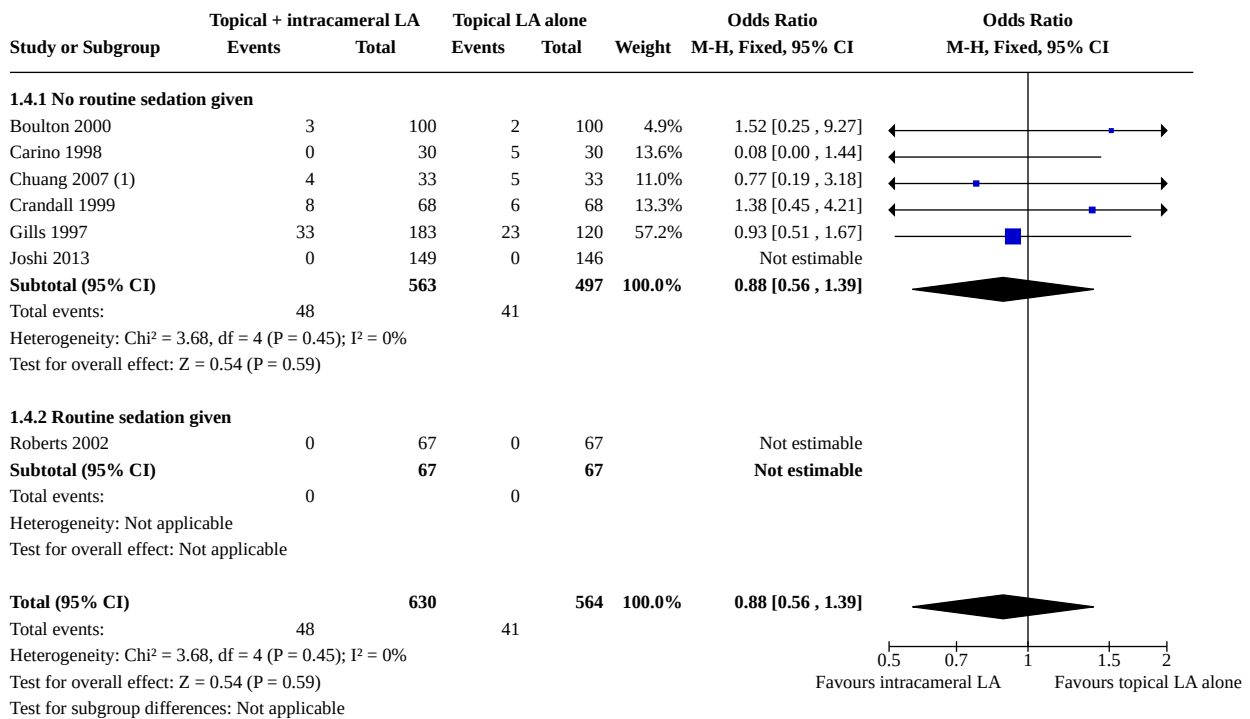 Topical + intracameral LA Topical LA alone Odds Ratio Odds Ratio
Study or Subgroup Events Total Events Total Weight M-H, Fixed, 95% CI M-H, Fixed, 95% CI
1.4.1 No routine sedation given
Boulton 2000 3 100 2 100 4.9% 1.52 [0.25 , 9.27]
Carino 1998 0 30 5 30 13.6% 0.08 [0.00 , 1.44]
Chuang 2007 (1) 4 33 5 33 11.0% 0.77 [0.19 , 3.18]
Crandall 1999 8 68 6 68 13.3% 1.38 [0.45 , 4.21]
Gills 1997 33 183 23 120 57.2% 0.93 [0.51 , 1.67]
Joshi 2013 0 149 0 146 Not estimable
Subtotal (95% CI) 563 497 100.0% 0.88 [0.56 , 1.39]
Total events: 48 41
Heterogeneity: Chi² = 3.68, df = 4 (P = 0.45); I² = 0%
Test for overall effect: Z = 0.54 (P = 0.59)
1.4.2 Routine sedation given
Roberts 2002 0 67 0 67 Not estimable
Subtotal (95% CI) 67 67 Not estimable
Total events: 0 0
Heterogeneity: Not applicable
Test for overall effect: Not applicable
Total (95% CI) 630 564 100.0% 0.88 [0.56 , 1.39]
Total events: 48 41
Heterogeneity: Chi² = 3.68, df = 4 (P = 0.45); I² = 0%
Test for overall effect: Z = 0.54 (P = 0.59)
Test for subgroup differences: Not applicable
0.5 0.7 1 1.5 2
Favours intracameral LA Favours topical LA alone